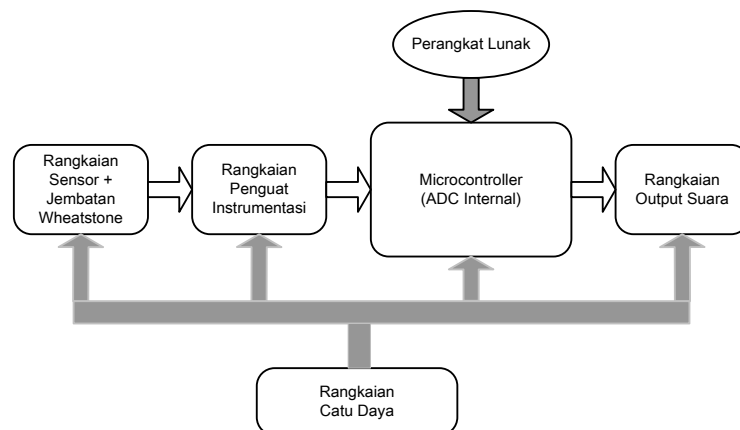 Perangkat Lunak
Rangkaian
Sensor +
Jembatan
Wheatstone
Rangkaian
Penguat
Instrumentasi
Microcontroller
(ADC Internal)
Rangkaian
Output Suara
Rangkaian
Catu Daya